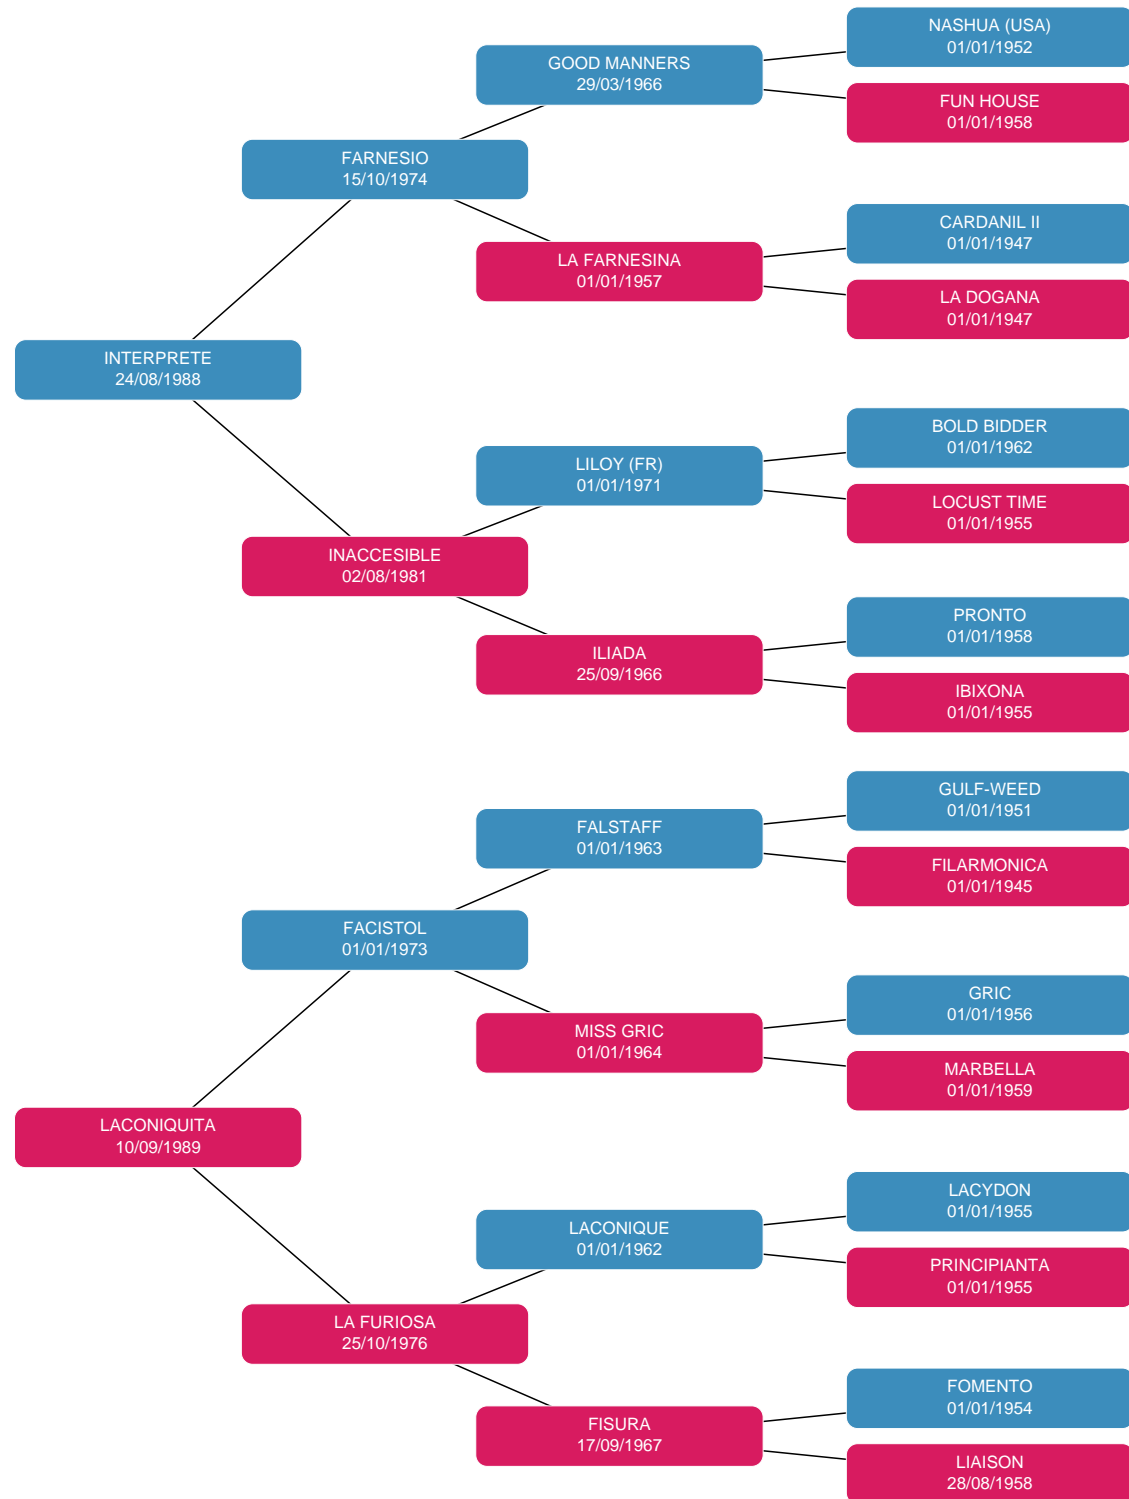 NASHUA (USA)
01/01/1952
GOOD MANNERS
29/03/1966
FUN HOUSE
01/01/1958
FARNESIO
15/10/1974
CARDANIL II
01/01/1947
LA FARNESINA
01/01/1957
LA DOGANA
01/01/1947
INTERPRETE
24/08/1988
BOLD BIDDER
01/01/1962
LILOY (FR)
01/01/1971
LOCUST TIME
01/01/1955
INACCESIBLE
02/08/1981
PRONTO
01/01/1958
ILIADA
25/09/1966
IBIXONA
01/01/1955
GULF-WEED
01/01/1951
FALSTAFF
01/01/1963
FILARMONICA
01/01/1945
FACISTOL
01/01/1973
GRIC
01/01/1956
MISS GRIC
01/01/1964
MARBELLA
01/01/1959
LACONIQUITA
10/09/1989
LACYDON
01/01/1955
LACONIQUE
01/01/1962
PRINCIPIANTA
01/01/1955
LA FURIOSA
25/10/1976
FOMENTO
01/01/1954
FISURA
17/09/1967
LIAISON
28/08/1958